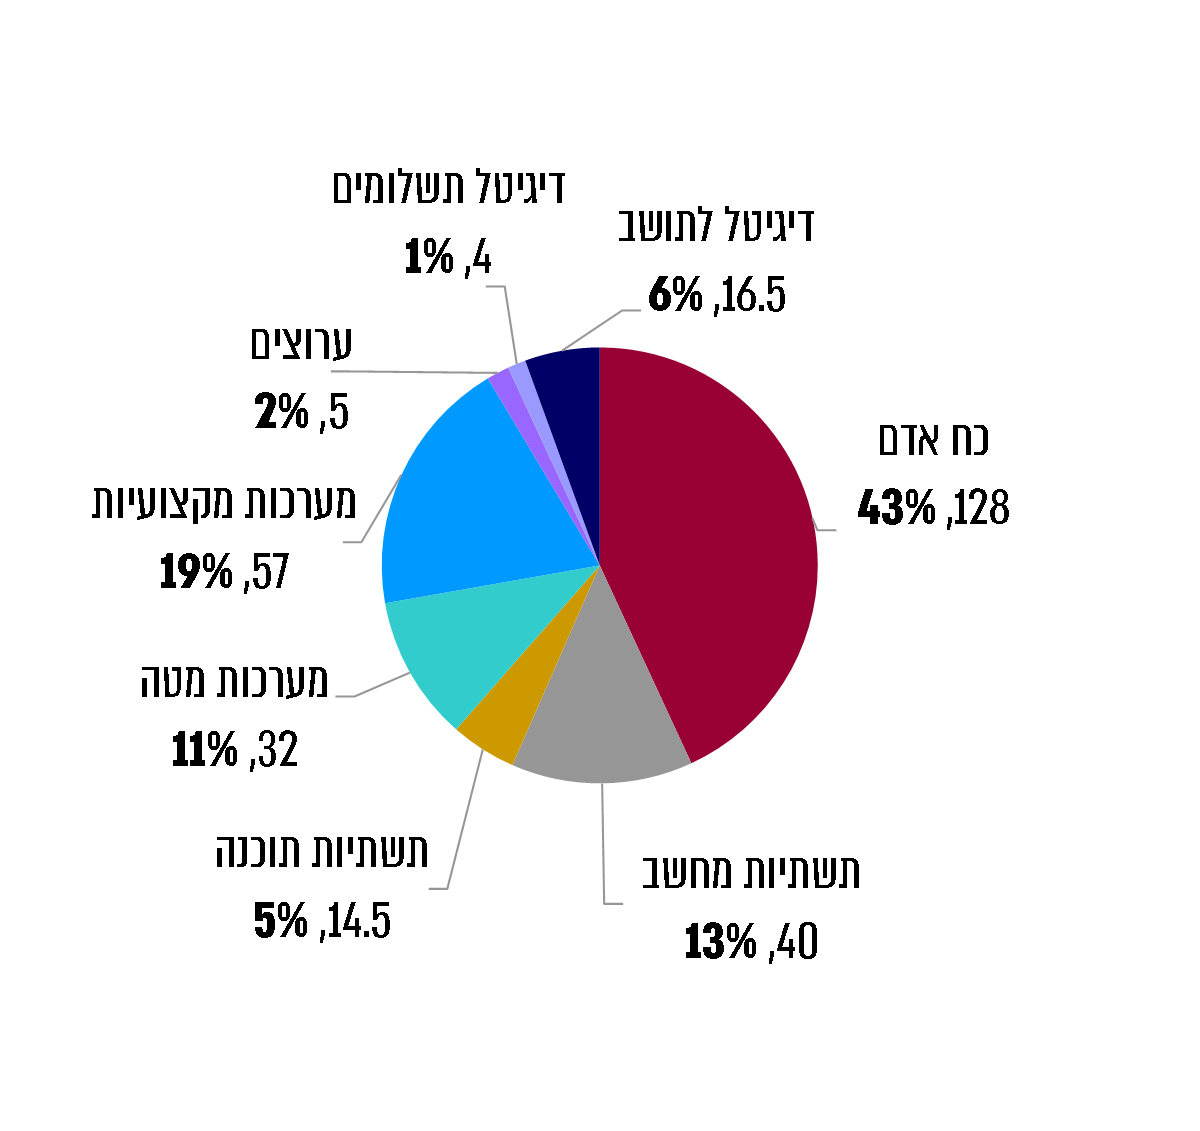 דיגיטל תשלומים
4, 1%
דיגיטל לתושב
16.5, 6%
ערוצים
5, 2%
כח אדם
128, 43%
מערכות מקצועיות
57, 19%
מערכות מטה
32, 11%
תשתיות תוכנה
14.5, 5%
תשתיות מחשב
40, 13%